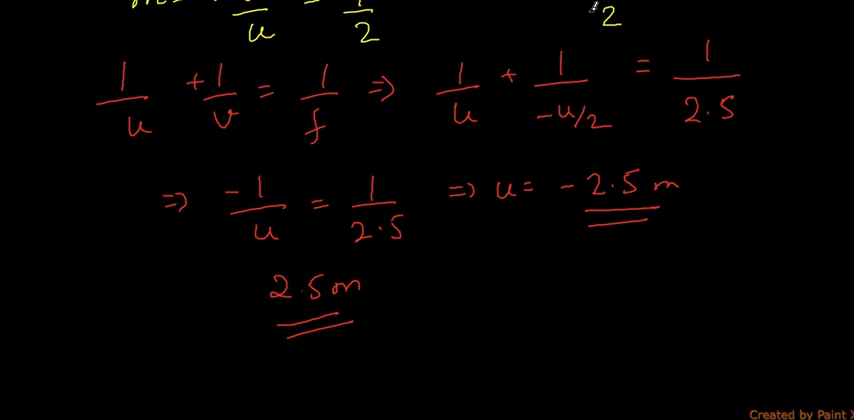 u = 2 2
1/u + 1/v = 1/f ⇒ 1/u + 1/-u/2 = 1/2.5
⇒ -1/u = 1/2.5 ⇒ u = - 2.5 m
2.5 m
Created by Paint X